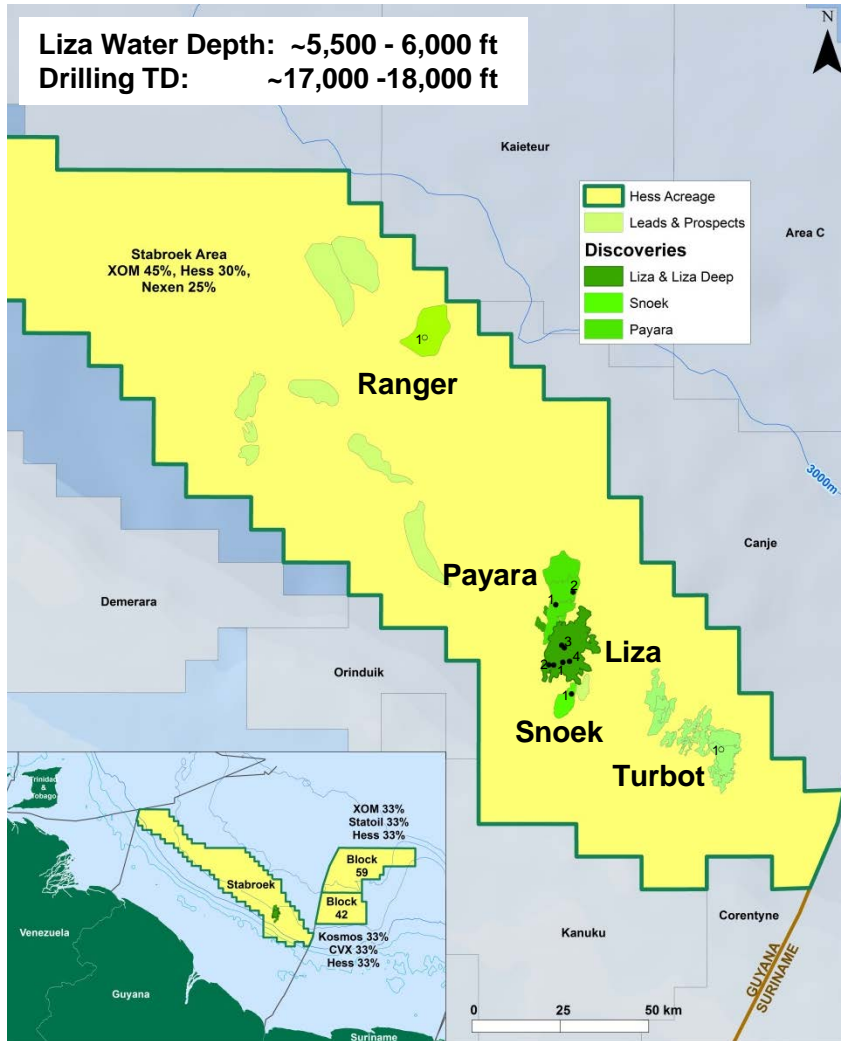 Liza Water Depth: ~5,500 - 6,000 ft
Drilling TD: ~17,000 -18,000 ft
N
Kaieteur
Hess Acreage
Leads & Prospects
Discoveries
Liza & Liza Deep
Snoek
Payara
Area C
Stabroek Area
XOM 45%, Hess 30%,
Nexen 25%
1
Ranger
3000m
Canje
Payara
2
1
Demerara
3
Liza
4
2
1
Orinduik
1
Snoek
1
Turbot
Trinidad
&
Tobago
XOM 33%
Statoil 33%
Hess 33%
Block
59
Stabroek
Block
42
Kosmos 33%
CVX 33%
Hess 33%
Venezuela
Guyana
Suriname
Kanuku
Corentyne
GUYANA
SURINAME
0 25 50 km